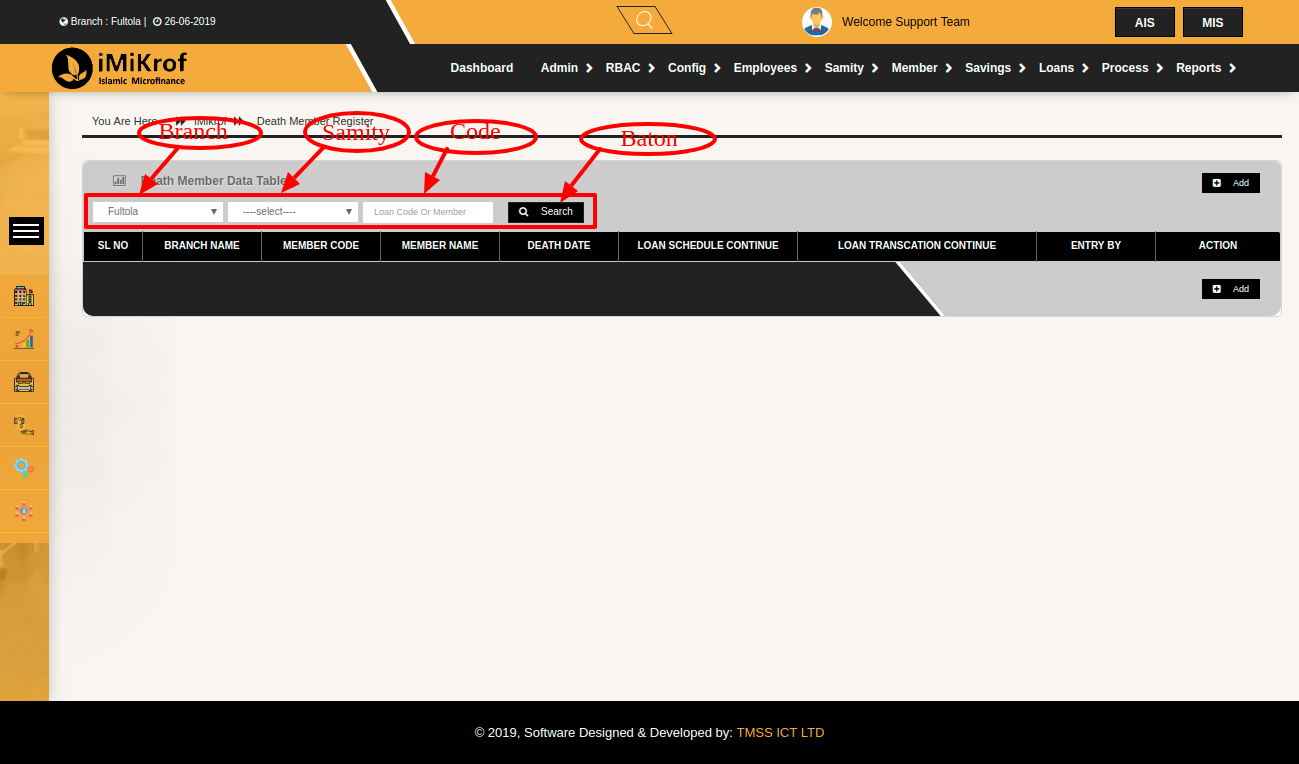 Branch : Fultola | 26-06-2019
Welcome Support Team
AIS
MIS
iMiKrof
Islamic Microfinance
Dashboard Admin RBAC Config Employees Samity Member Savings Loans Process Reports
You Are Here iMikrof Death Member Register
Branch Samity Code Baton
Death Member Data Table
Add
Fultola ----select---- Loan Code Or Member Search
SL NO BRANCH NAME MEMBER CODE MEMBER NAME DEATH DATE LOAN SCHEDULE CONTINUE LOAN TRANSCATION CONTINUE ENTRY BY ACTION
Add
© 2019, Software Designed & Developed by: TMSS ICT LTD